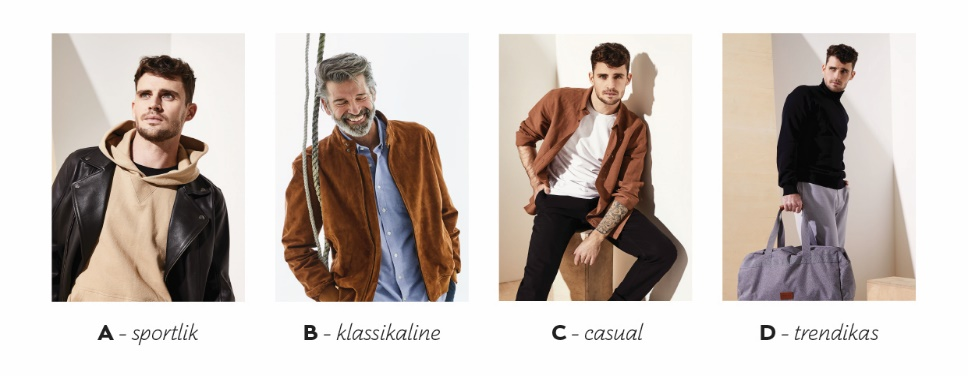 A - sportlik
B - klassikaline
C - casual
D - trendikas